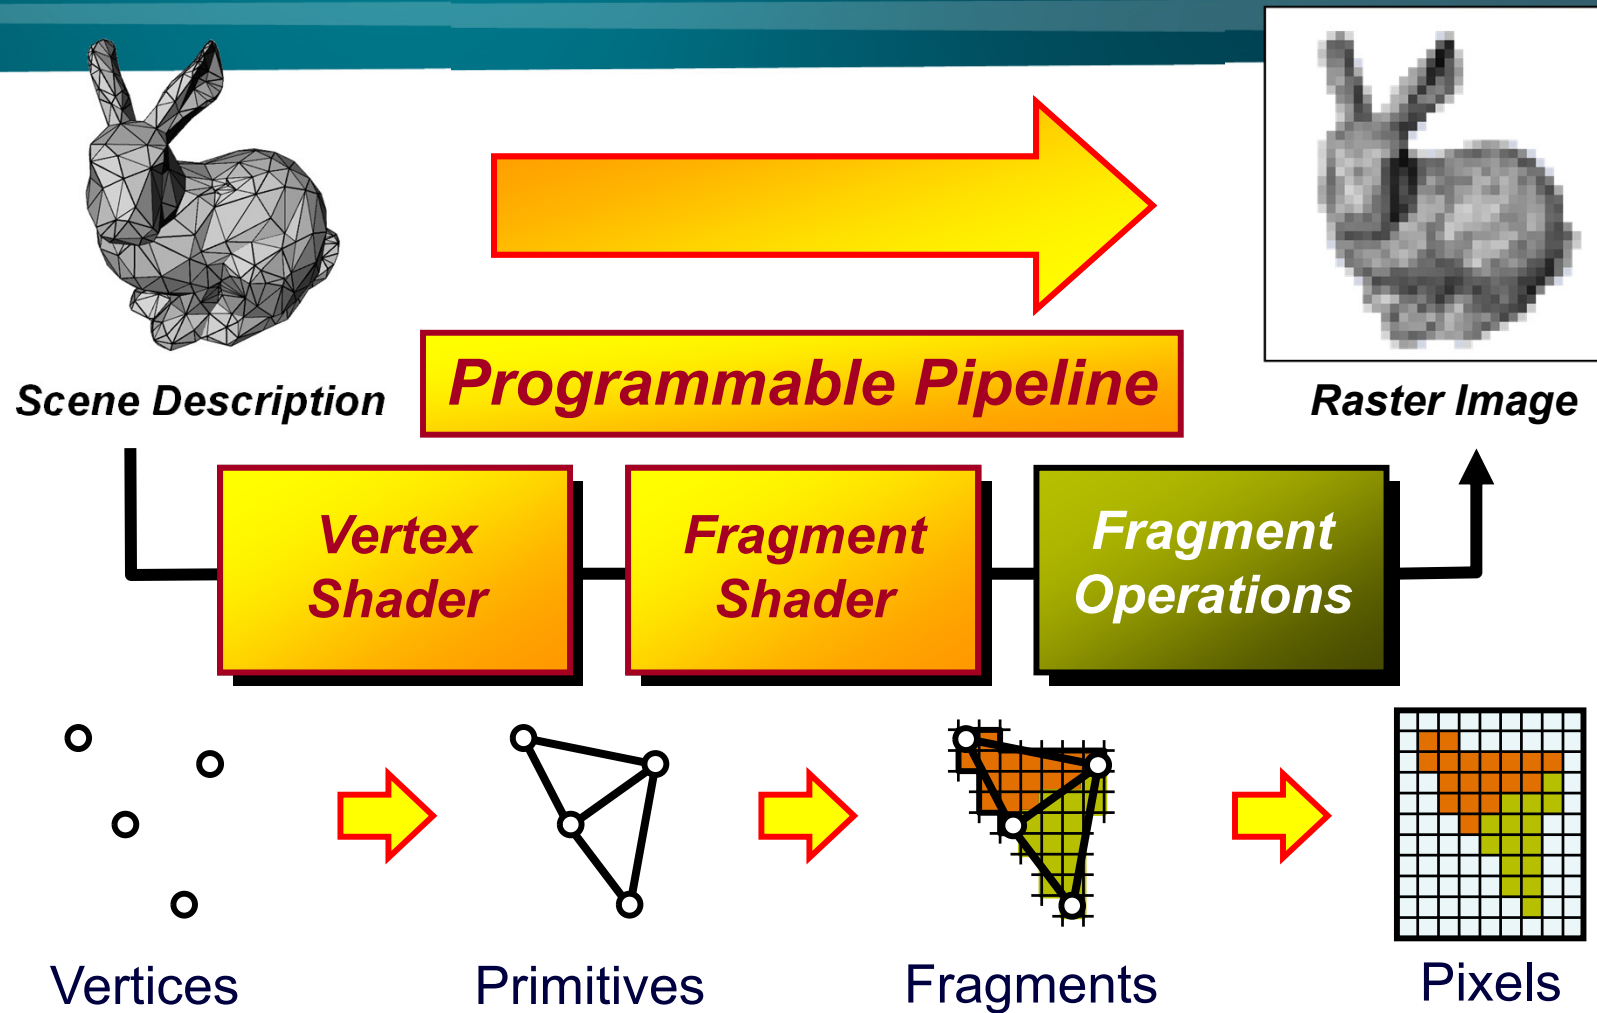 Scene Description
Programmable Pipeline
Raster Image
Vertex
Shader
Fragment
Shader
Fragment
Operations
Vertices
Primitives
Fragments
Pixels